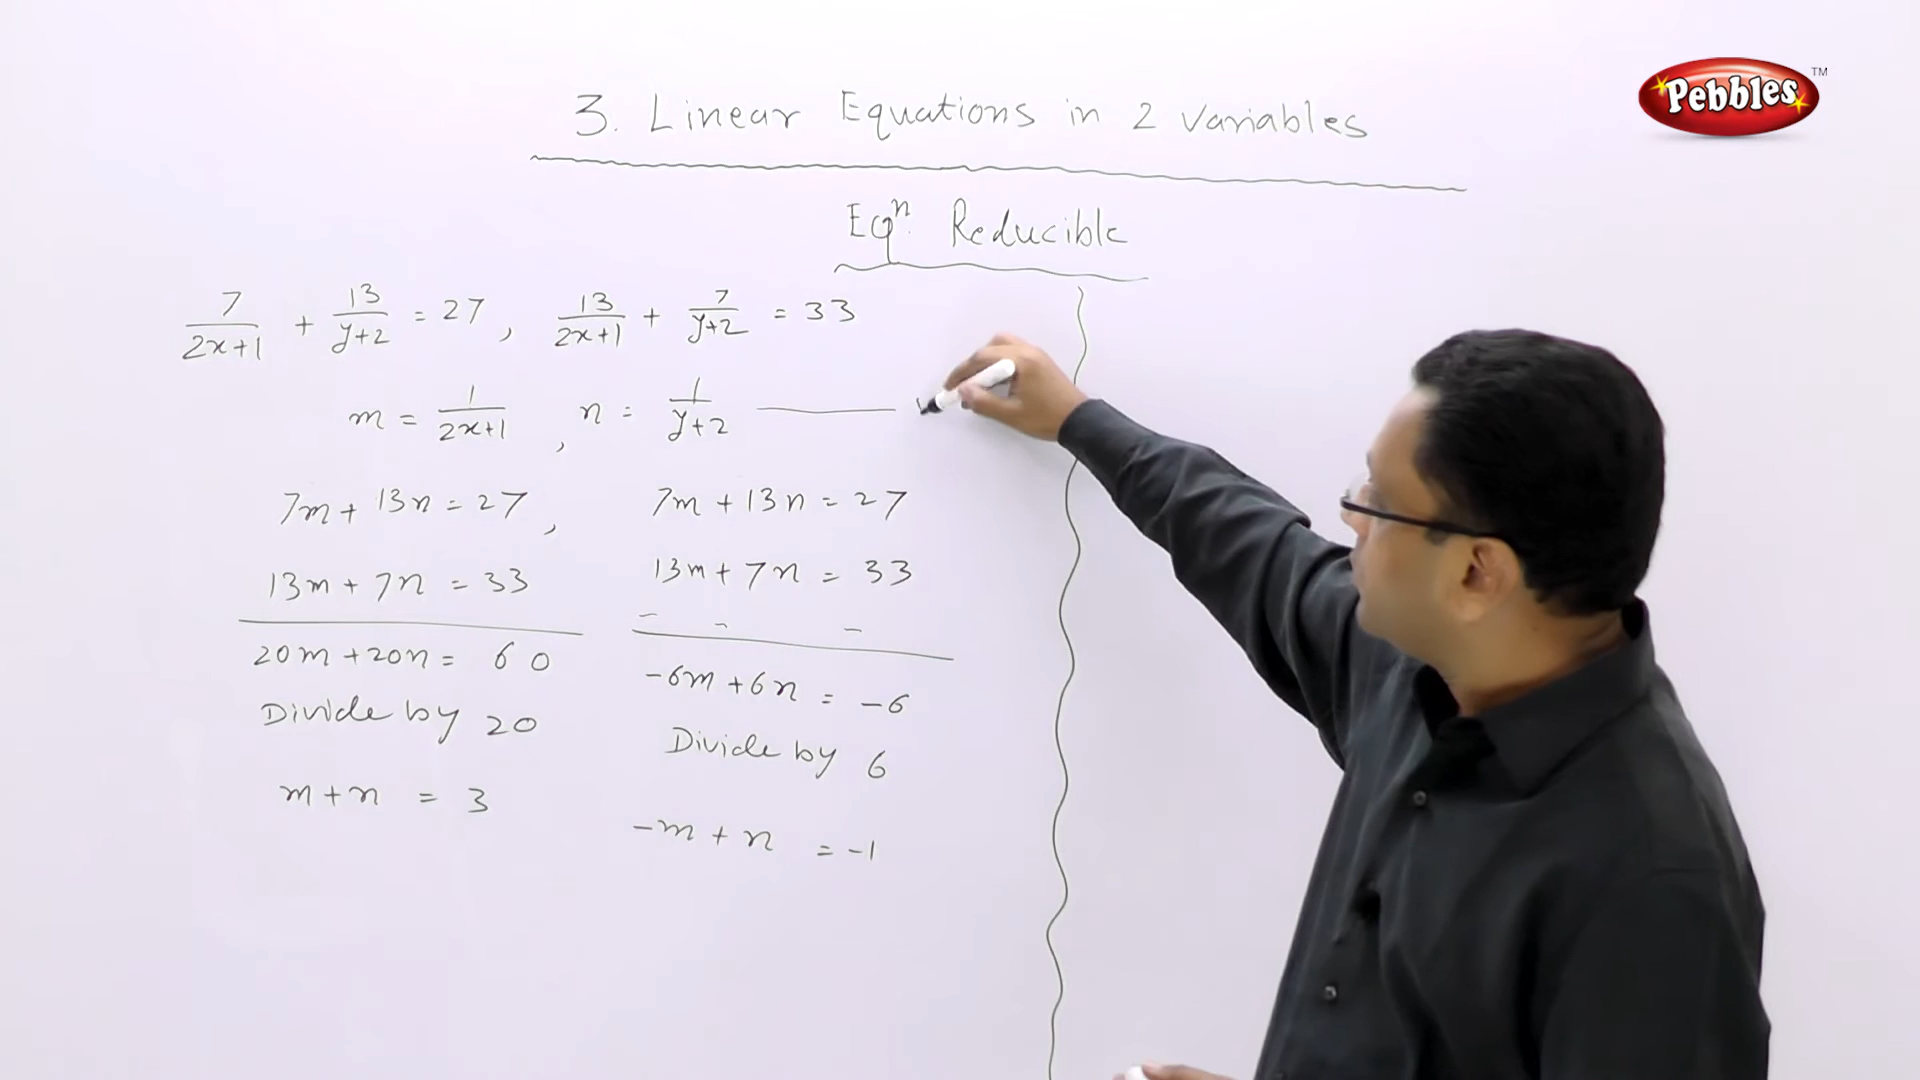 Pebbles TM
3. Linear Equations in 2 variables
Eqⁿ. Reducible
7/(2x+1) + 13/(y+2) = 27, 13/(2x+1) + 7/(y+2) = 33
m = 1/(2x+1), n = 1/(y+2)
7m + 13n = 27,
13m + 7n = 33
20m + 20n = 60
Divide by 20
m + n = 3
7m + 13n = 27
13m + 7n = 33
- - -
-6m + 6n = -6
Divide by 6
-m + n = -1